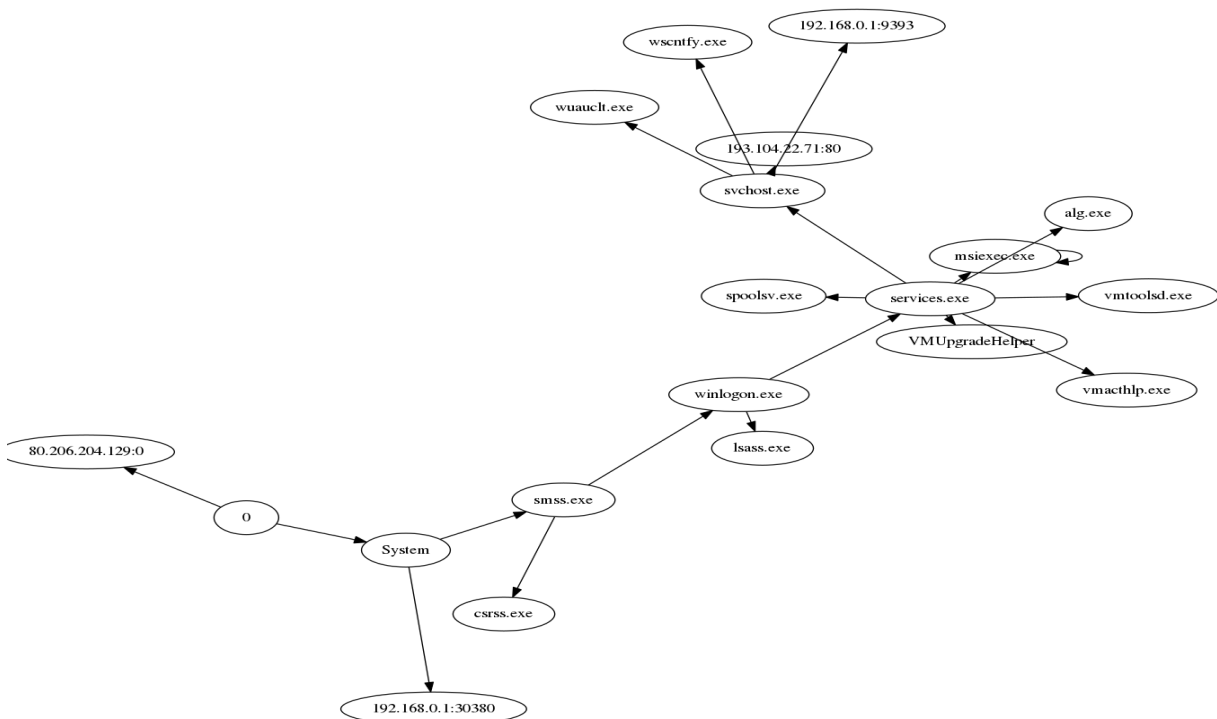 192.168.0.1:9393
wscntfy.exe
wuauclt.exe
193.104.22.71:80
svchost.exe
alg.exe
msiexec.exe
spoolsv.exe
services.exe
vmtoolsd.exe
VMUpgradeHelper
vmacthlp.exe
winlogon.exe
lsass.exe
80.206.204.129:0
smss.exe
0
System
csrss.exe
192.168.0.1:30380